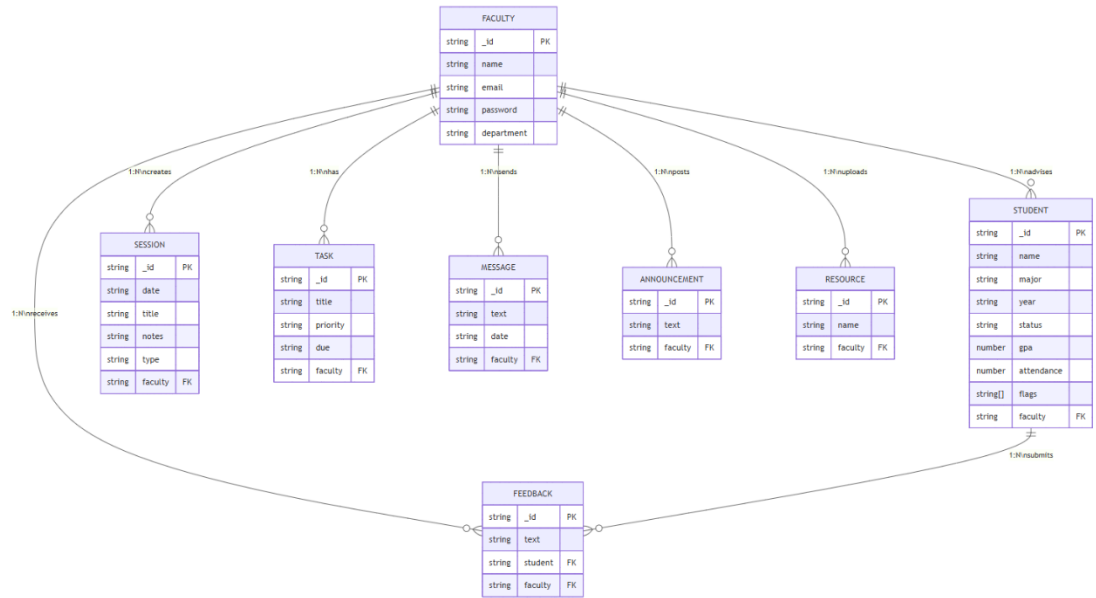 FACULTY
string _id PK
string name
string email
string password
string department
1:N\ncreates
1:N\nhas
1:N\nsends
1:N\nposts
1:N\nuploads
1:N\nadvises
SESSION
string _id PK
string date
string title
string notes
string type
string faculty FK
TASK
string _id PK
string title
string priority
string due
string faculty FK
MESSAGE
string _id PK
string text
string date
string faculty FK
ANNOUNCEMENT
string _id PK
string text
string faculty FK
RESOURCE
string _id PK
string name
string faculty FK
STUDENT
string _id PK
string name
string major
string year
string status
number gpa
number attendance
string[] flags
string faculty FK
1:N\nreceives
1:N\nsubmits
FEEDBACK
string _id PK
string text
string student FK
string faculty FK